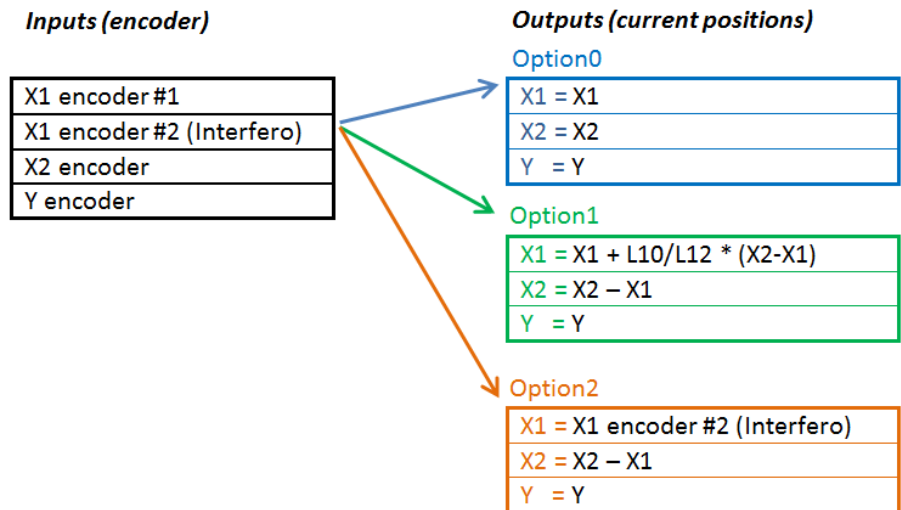 Inputs (encoder)
X1 encoder #1
X1 encoder #2 (Interfero)
X2 encoder
Y encoder
Outputs (current positions)
Option0
X1 = X1
X2 = X2
Y = Y
Option1
X1 = X1 + L10/L12 * (X2-X1)
X2 = X2 – X1
Y = Y
Option2
X1 = X1 encoder #2 (Interfero)
X2 = X2 – X1
Y = Y